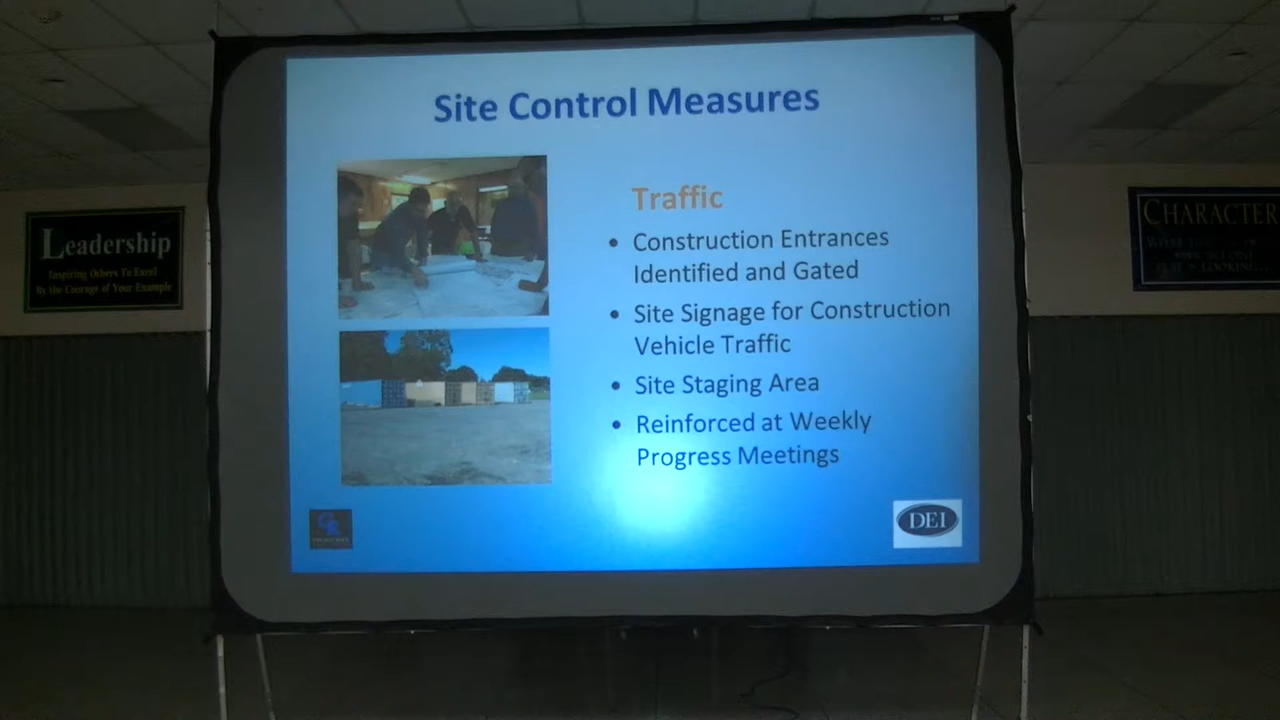 Site Control Measures
Leadership
Inspiring Others To Excel
By the Courage of Your Example
Traffic
• Construction Entrances
Identified and Gated
• Site Signage for Construction
Vehicle Traffic
• Site Staging Area
• Reinforced at Weekly
Progress Meetings
DEI
CHARACTER